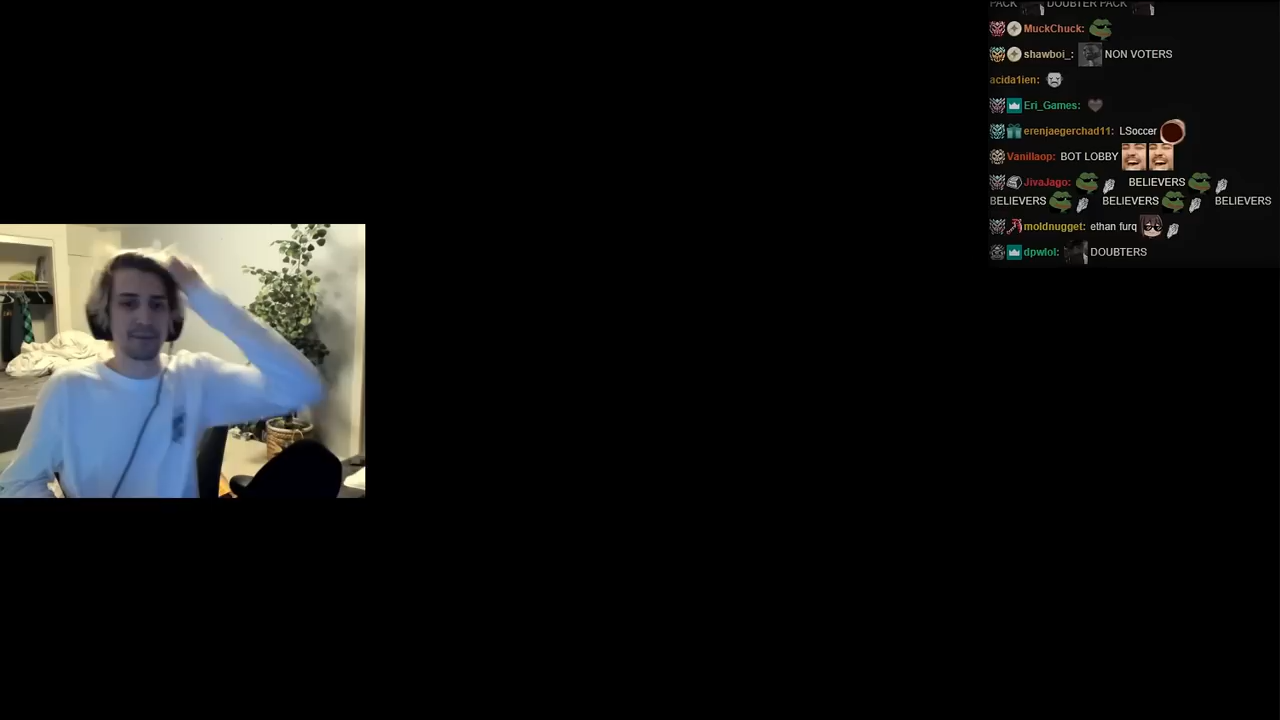 PACK DOUBTER PACK
MuckChuck:
shawboi_: NON VOTERS
acida1ien:
Eri_Games:
erenjaegerchad11: LSoccer
Vanillaop: BOT LOBBY
JivaJago: BELIEVERS
BELIEVERS BELIEVERS BELIEVERS
moldnugget: ethan furq
dpwlol: DOUBTERS